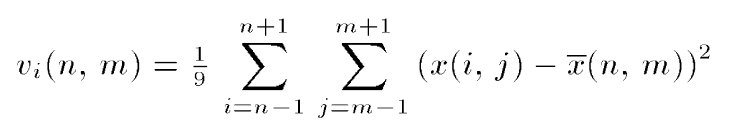 v_i(n, m) = \frac{1}{9} \sum_{i=n-1}^{n+1} \sum_{j=m-1}^{m+1} (x(i, j) - \overline{x}(n, m))^2